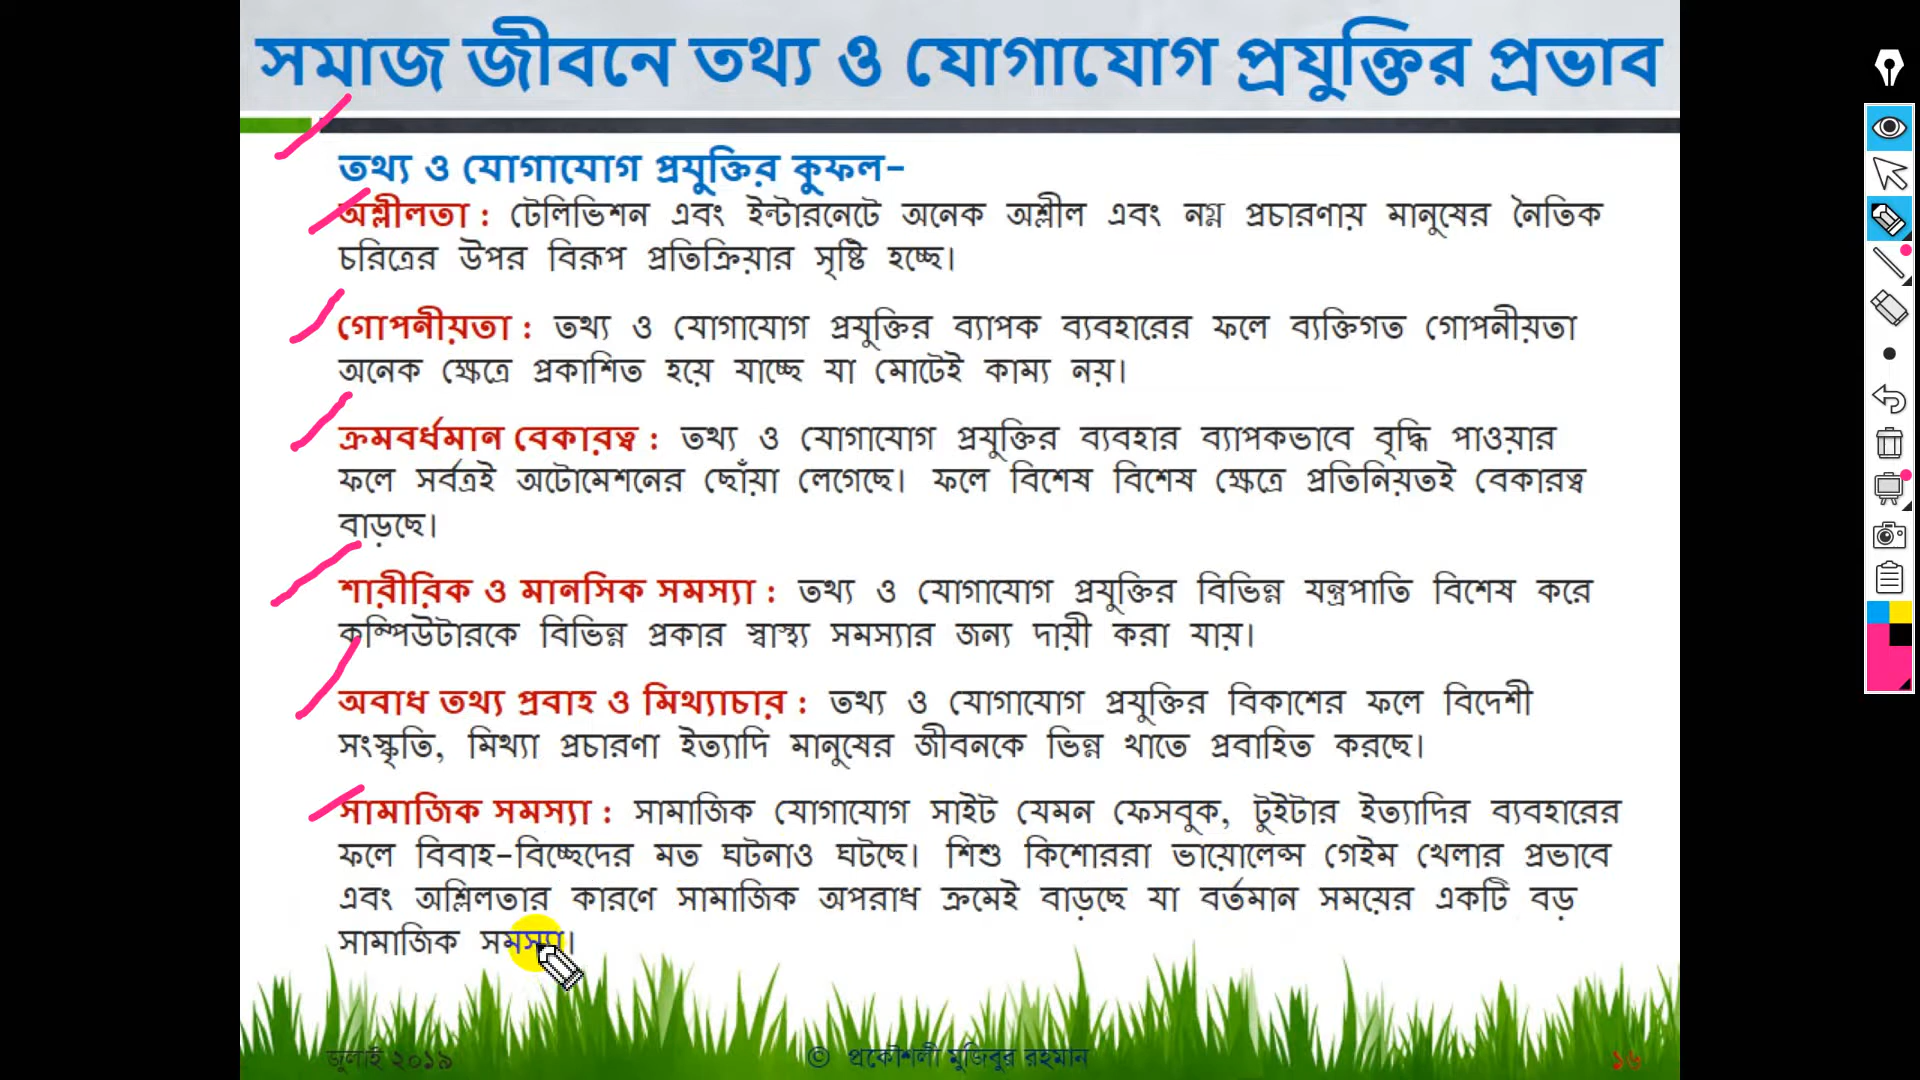 সমাজ জীবনে তথ্য ও যোগাযোগ প্রযুক্তির প্রভাব
তথ্য ও যোগাযোগ প্রযুক্তির কুফল–
অশ্লীলতা : টেলিভিশন এবং ইন্টারনেটে অনেক অশ্লীল এবং নগ্ন প্রচারণায় মানুষের নৈতিক
চরিত্রের উপর বিরূপ প্রতিক্রিয়ার সৃষ্টি হচ্ছে।
গোপনীয়তা : তথ্য ও যোগাযোগ প্রযুক্তির ব্যাপক ব্যবহারের ফলে ব্যক্তিগত গোপনীয়তা
অনেক ক্ষেত্রে প্রকাশিত হয়ে যাচ্ছে যা মোটেই কাম্য নয়।
ক্রমবর্ধমান বেকারত্ব : তথ্য ও যোগাযোগ প্রযুক্তির ব্যবহার ব্যাপকভাবে বৃদ্ধি পাওয়ার
ফলে সর্বত্রই অটোমেশনের ছোঁয়া লেগেছে। ফলে বিশেষ বিশেষ ক্ষেত্রে প্রতিনিয়তই বেকারত্ব
বাড়ছে।
শারীরিক ও মানসিক সমস্যা : তথ্য ও যোগাযোগ প্রযুক্তির বিভিন্ন যন্ত্রপাতি বিশেষ করে
কম্পিউটারকে বিভিন্ন প্রকার স্বাস্থ্য সমস্যার জন্য দায়ী করা যায়।
অবাধ তথ্য প্রবাহ ও মিথ্যাচার : তথ্য ও যোগাযোগ প্রযুক্তির বিকাশের ফলে বিদেশী
সংস্কৃতি, মিথ্যা প্রচারণা ইত্যাদি মানুষের জীবনকে ভিন্ন খাতে প্রবাহিত করছে।
সামাজিক সমস্যা : সামাজিক যোগাযোগ সাইট যেমন ফেসবুক, টুইটার ইত্যাদির ব্যবহারের
ফলে বিবাহ–বিচ্ছেদের মত ঘটনাও ঘটছে। শিশু কিশোররা ভায়োলেন্স গেইম খেলার প্রভাবে
এবং অশ্লিলতার কারণে সামাজিক অপরাধ ক্রমেই বাড়ছে যা বর্তমান সময়ের একটি বড়
সামাজিক সমস্যা।
জুলাই ২০১৯ © প্রকৌশলী মুজিবুর রহমান ১৬